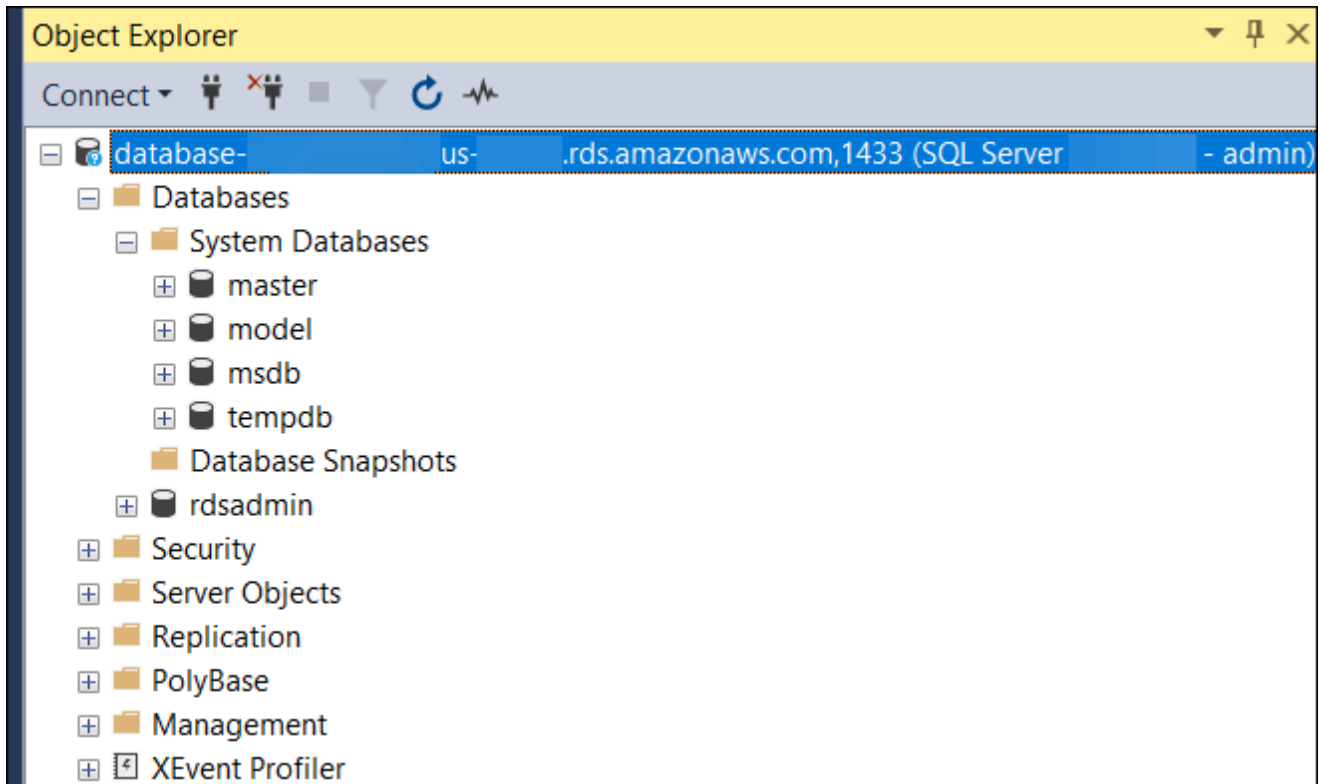 Object Explorer
Connect
database- us- .rds.amazonaws.com,1433 (SQL Server - admin)
Databases
System Databases
master
model
msdb
tempdb
Database Snapshots
rdsadmin
Security
Server Objects
Replication
PolyBase
Management
XEvent Profiler